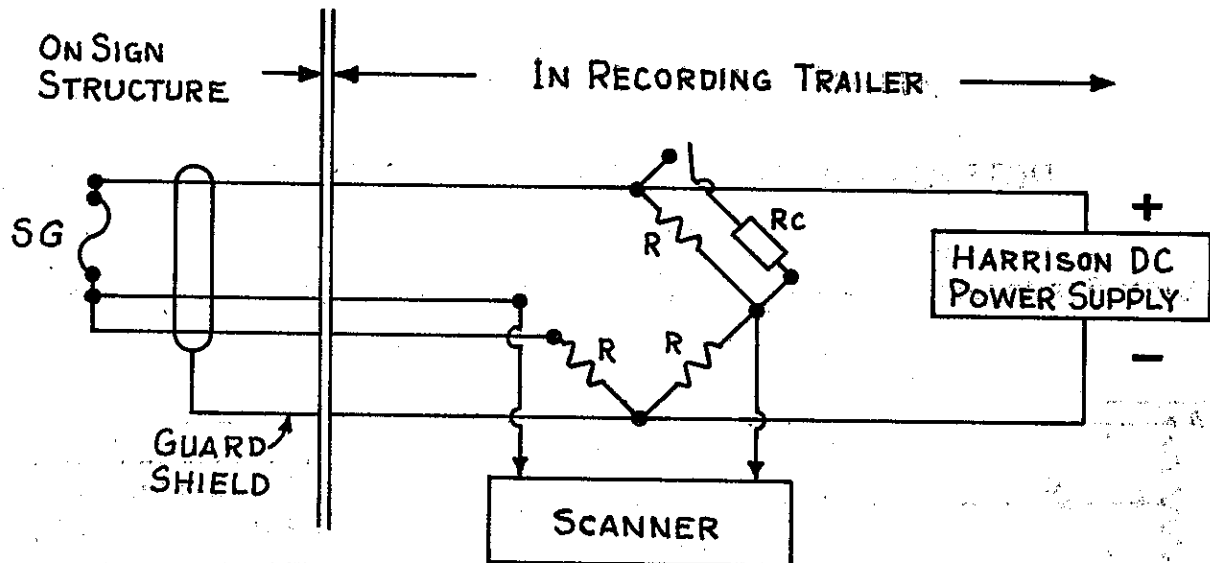 ON SIGN
STRUCTURE
IN RECORDING TRAILER
SG
R
RC
+
HARRISON DC
POWER SUPPLY
−
R
R
GUARD
SHIELD
SCANNER